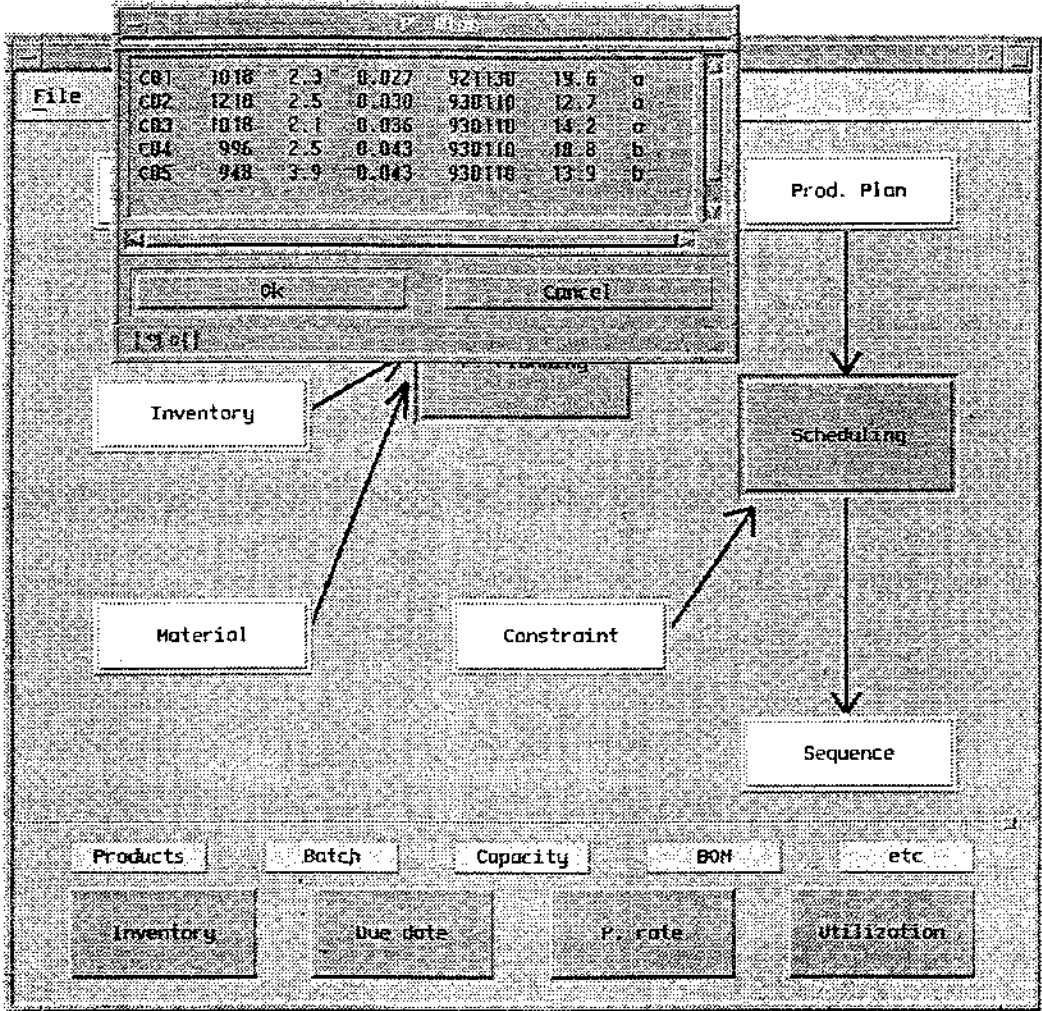 File
C01 1018 2.3 0.027 921130 19.6 a
C02 1218 2.5 0.030 930110 12.7 a
C03 1018 2.1 0.036 930110 14.2 a
C04 996 2.5 0.043 930110 18.8 b
C05 948 3.9 0.043 930110 13.9 b
Ok Cancel
Prod. Plan
Inventory
Scheduling
Material
Constraint
Sequence
Products Batch Capacity BOM etc
Inventory Due date P. rate Utilization